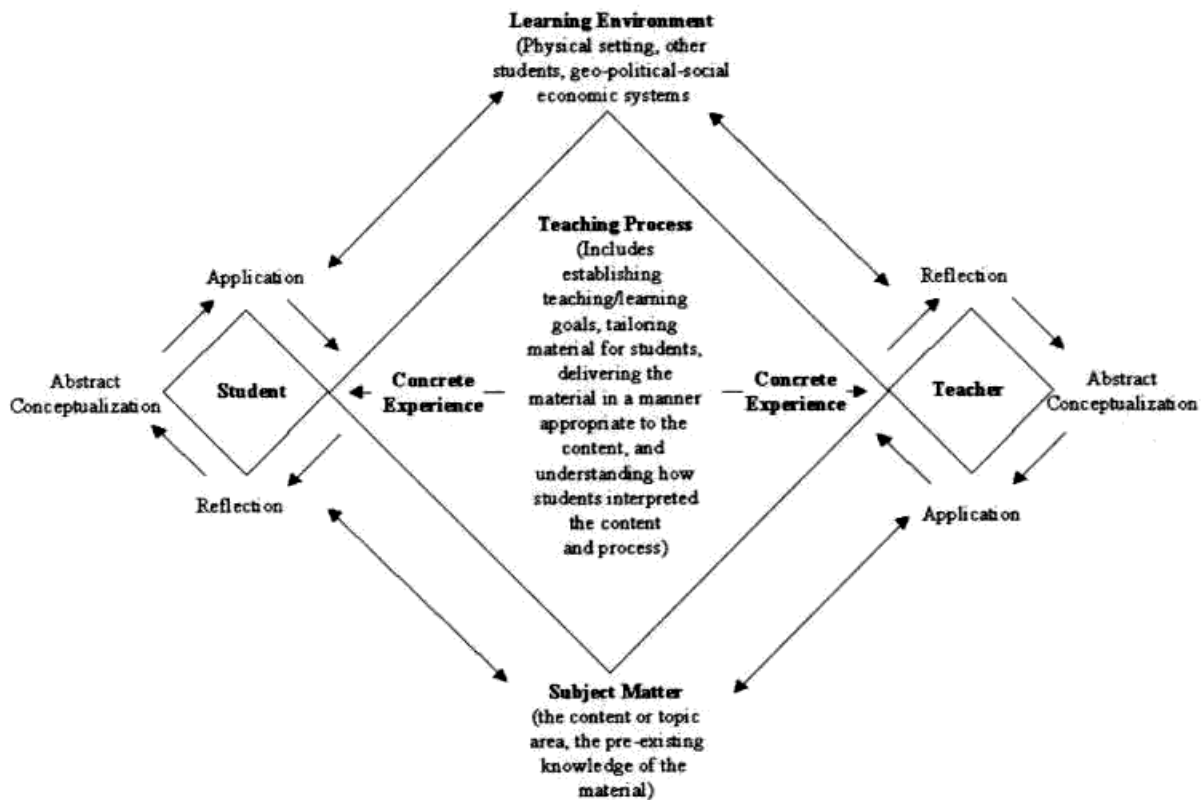 Learning Environment
(Physical setting, other
students, geo-political-social
economic systems
Teaching Process
(Includes
establishing
teaching/learning
goals, tailoring
material for students,
delivering the
material in a manner
appropriate to the
content, and
understanding how
students interpreted
the content
and process)
Application
Abstract
Conceptualization
Student
Reflection
Concrete
Experience
Concrete
Experience
Reflection
Teacher
Abstract
Conceptualization
Application
Subject Matter
(the content or topic
area, the pre-existing
knowledge of the
material)